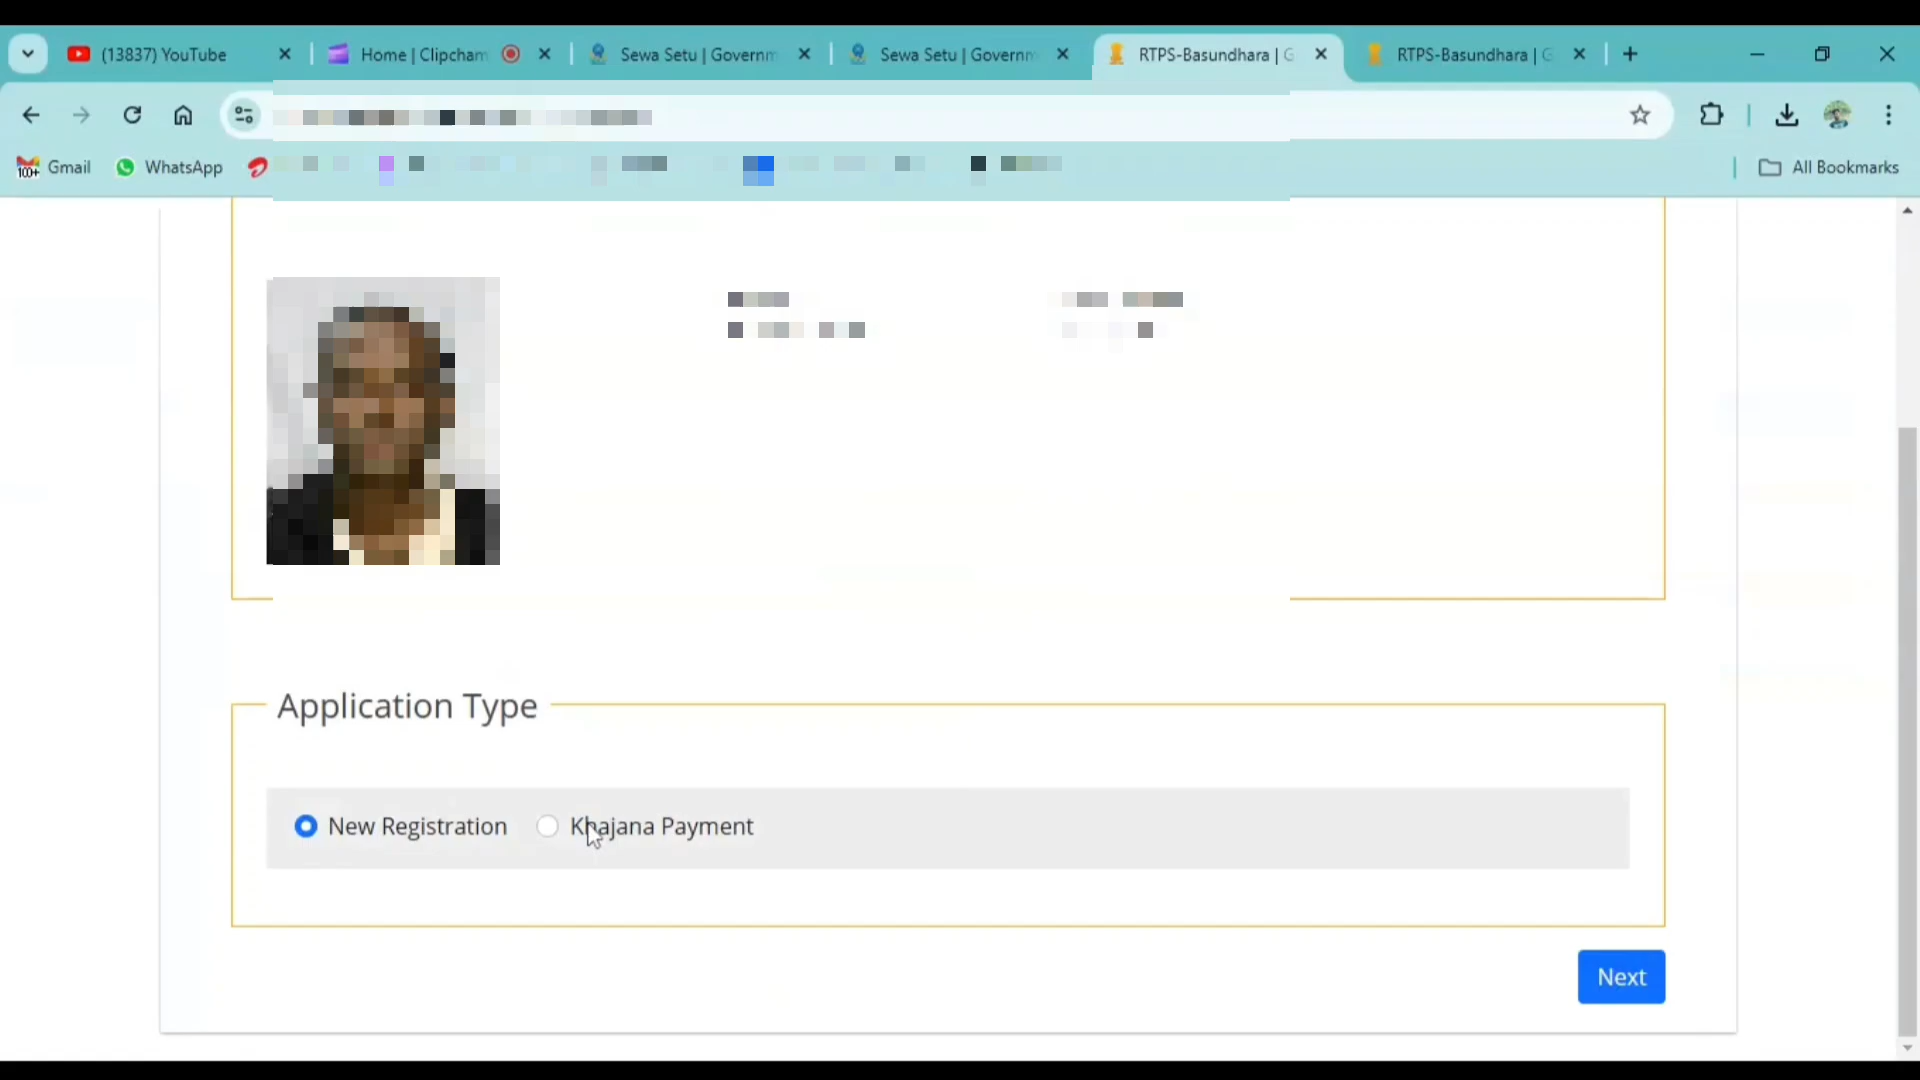 (13837) YouTube
Home | Clipcham
Sewa Setu | Governm
Sewa Setu | Governm
RTPS-Basundhara | G
RTPS-Basundhara | G
100+
Gmail
WhatsApp
All Bookmarks
Application Type
New Registration
Khajana Payment
Next